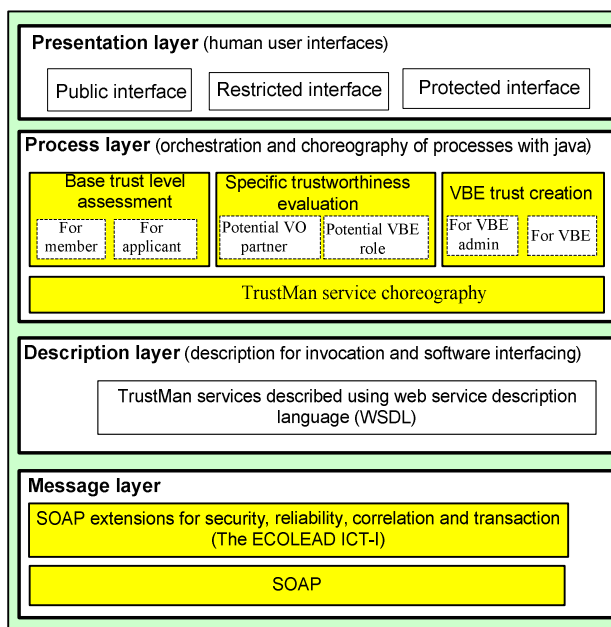 Presentation layer (human user interfaces)
Public interface
Restricted interface
Protected interface
Process layer (orchestration and choreography of processes with java)
Base trust level
assessment
For
member
For
applicant
Specific trustworthiness
evaluation
Potential VO
partner
Potential VBE
role
VBE trust creation
For VBE
admin
For VBE
TrustMan service choreography
Description layer (description for invocation and software interfacing)
TrustMan services described using web service description
language (WSDL)
Message layer
SOAP extensions for security, reliability, correlation and transaction
(The ECOLEAD ICT-I)
SOAP